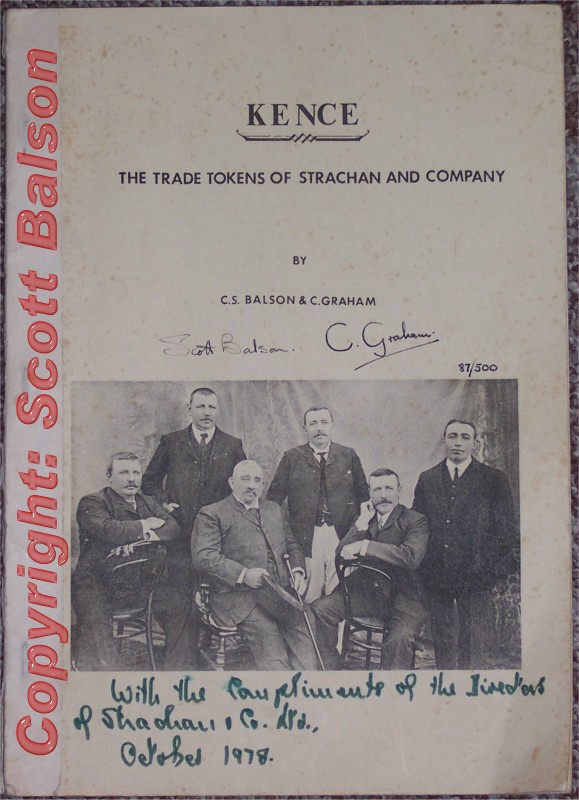 KENCE
THE TRADE TOKENS OF STRACHAN AND COMPANY
BY
C.S. BALSON & C.GRAHAM
Scott Balson. C. Graham.
87/500
With the Compliments of the Directors
of Strachan & Co. Ltd.,
October 1978.
Copyright: Scott Balson